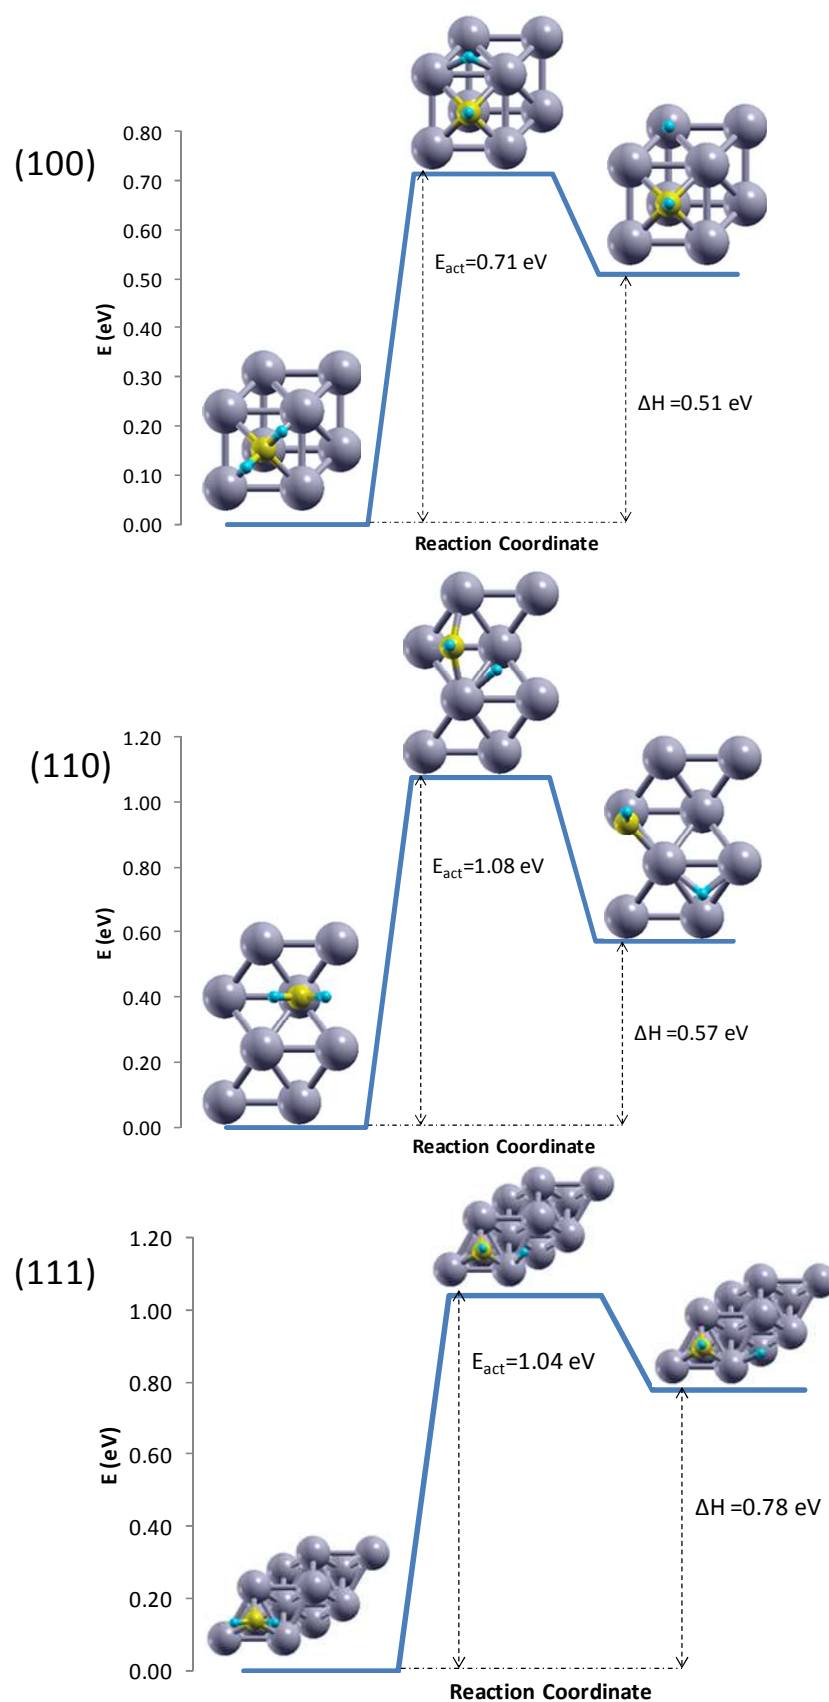 (100)
E (eV)
0.80
0.70
0.60
0.50
0.40
0.30
0.20
0.10
0.00
Eact=0.71 eV
ΔH =0.51 eV
Reaction Coordinate
(110)
E (eV)
1.20
1.00
0.80
0.60
0.40
0.20
0.00
Eact=1.08 eV
ΔH =0.57 eV
Reaction Coordinate
(111)
E (eV)
1.20
1.00
0.80
0.60
0.40
0.20
0.00
Eact=1.04 eV
ΔH =0.78 eV
Reaction Coordinate